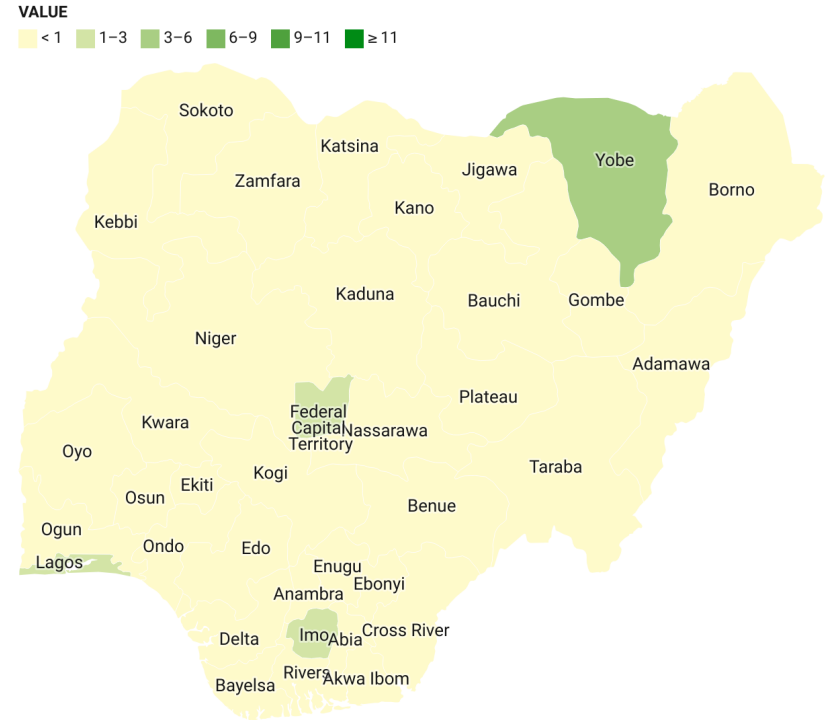 VALUE
< 1
1–3
3–6
6–9
9–11
≥ 11
Sokoto
Katsina
Yobe
Jigawa
Zamfara
Borno
Kano
Kebbi
Kaduna
Bauchi
Gombe
Niger
Adamawa
Plateau
Federal
Capital
Territory
Kwara
Nassarawa
Oyo
Taraba
Kogi
Ekiti
Osun
Benue
Ogun
Ondo
Edo
Lagos
Enugu
Ebonyi
Anambra
Cross River
Imo
Abia
Delta
Rivers
Akwa Ibom
Bayelsa